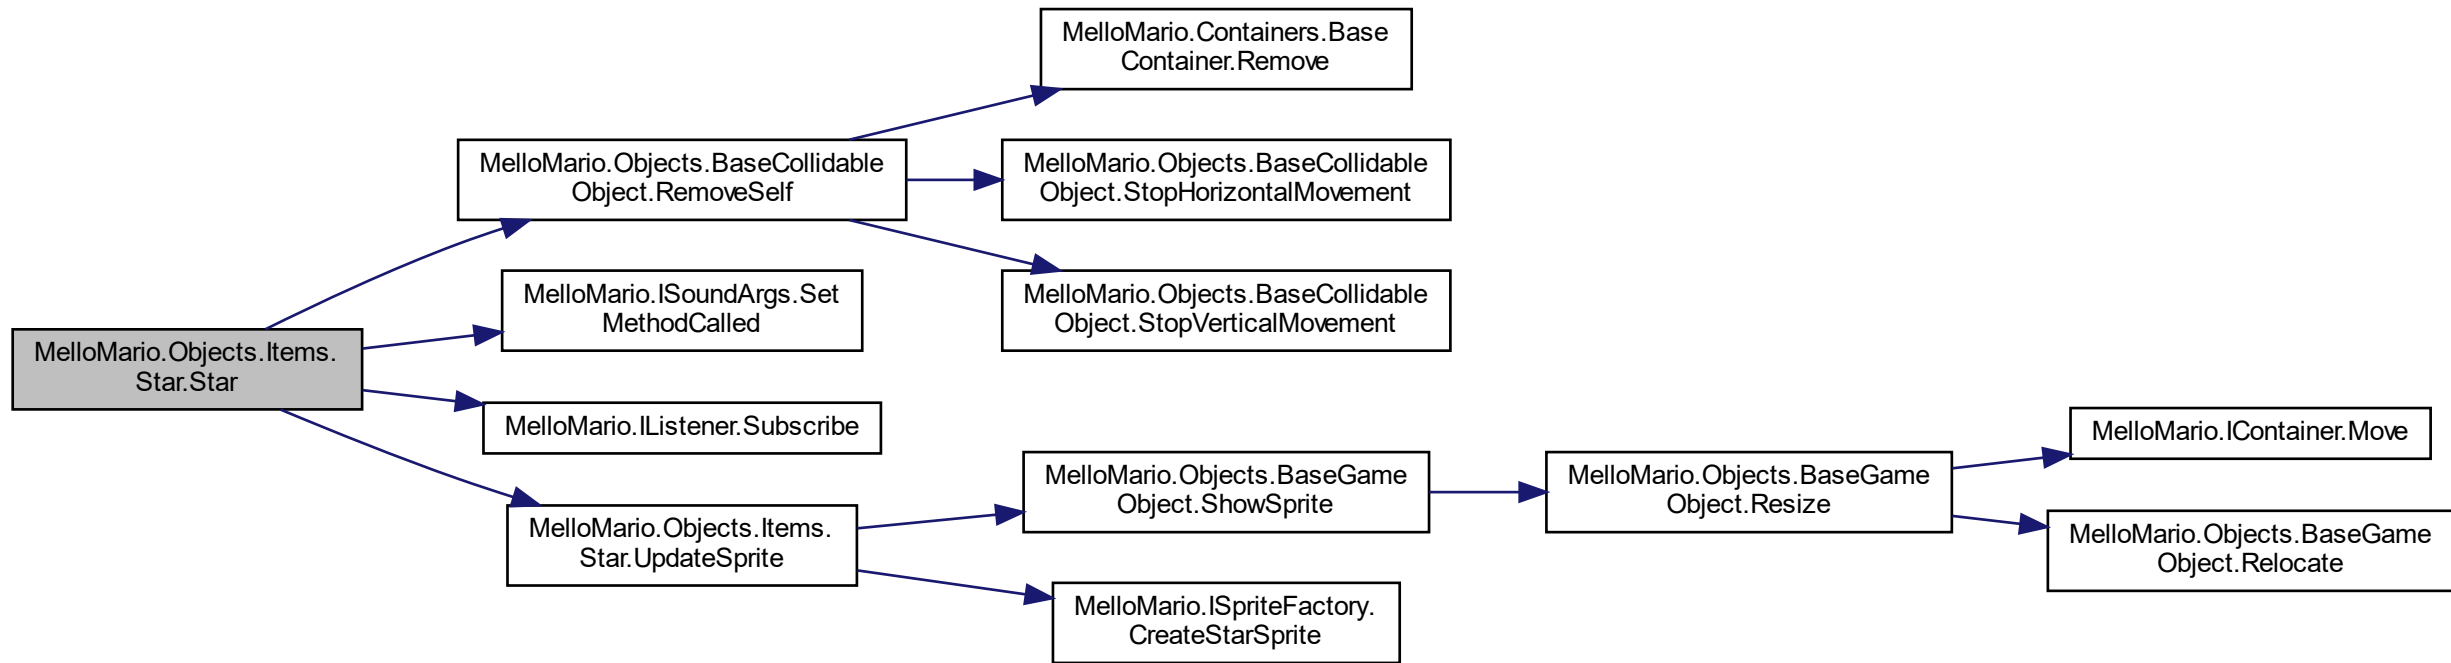 MelloMario.Containers.Base
Container.Remove
MelloMario.Objects.BaseCollidable
Object.RemoveSelf
MelloMario.Objects.BaseCollidable
Object.StopHorizontalMovement
MelloMario.ISoundArgs.Set
MethodCalled
MelloMario.Objects.BaseCollidable
Object.StopVerticalMovement
MelloMario.Objects.Items.
Star.Star
MelloMario.IListener.Subscribe
MelloMario.Objects.BaseGame
Object.ShowSprite
MelloMario.Objects.BaseGame
Object.Resize
MelloMario.IContainer.Move
MelloMario.Objects.Items.
Star.UpdateSprite
MelloMario.Objects.BaseGame
Object.Relocate
MelloMario.ISpriteFactory.
CreateStarSprite